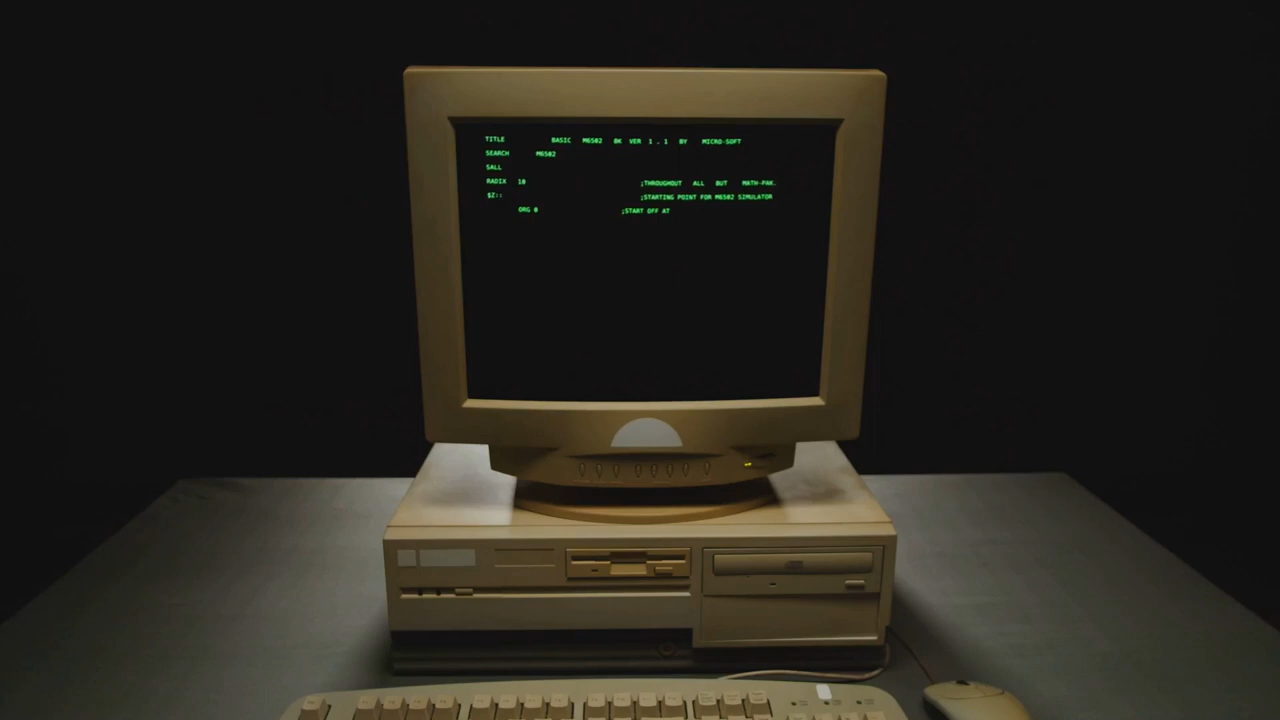 TITLE BASIC M6502 8K VER 1.1 BY MICRO-SOFT
SEARCH M6502
SALL
RADIX 10 ;THROUGHOUT ALL BUT MATH-PAK.
$Z:: ;STARTING POINT FOR M6502 SIMULATOR
ORG 0 ;START OFF AT